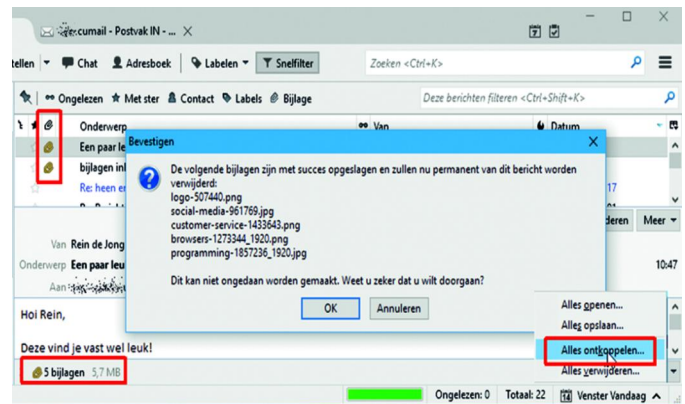 cumail - Postvak IN - ...
ellen Chat Adresboek Labelen Snelfilter Zoeken <Ctrl+K>
Ongelezen Met ster Contact Labels Bijlage Deze berichten filteren <Ctrl+Shift+K>
Onderwerp Van Datum
Een paar le
bijlagen inl
Re: heen en 17
Bevestigen
De volgende bijlagen zijn met succes opgeslagen en zullen nu permanent van dit bericht worden
verwijderd:
logo-507440.png
social-media-961769.jpg
customer-service-1433643.png
browsers-1273344_1920.png
programming-1857236_1920.jpg
Dit kan niet ongedaan worden gemaakt. Weet u zeker dat u wilt doorgaan?
OK Annuleren
deren Meer
Van Rein de Jong
Onderwerp Een paar leu 10:47
Aan
Hoi Rein,
Deze vind je vast wel leuk!
5 bijlagen 5,7 MB
Alles openen...
Alles opslaan...
Alles ontkoppelen...
Alles verwijderen...
Ongelezen: 0 Totaal: 22 14 Venster Vandaag